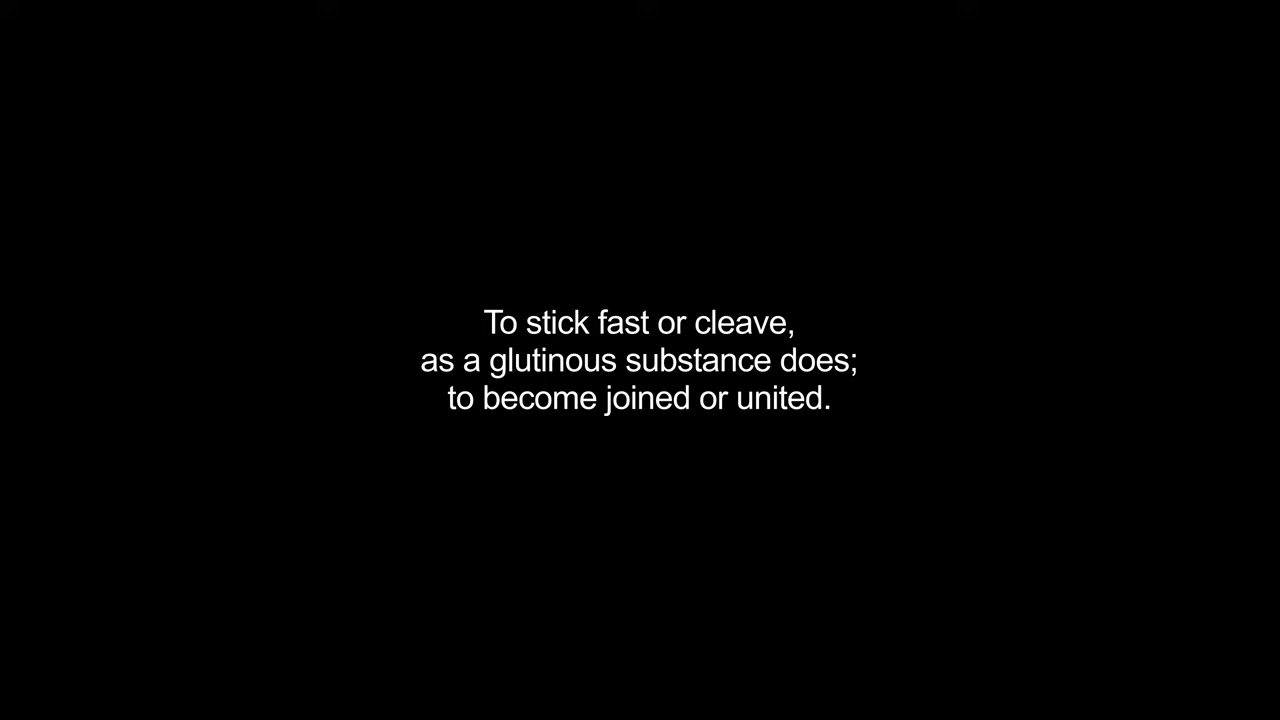 To stick fast or cleave,
as a glutinous substance does;
to become joined or united.